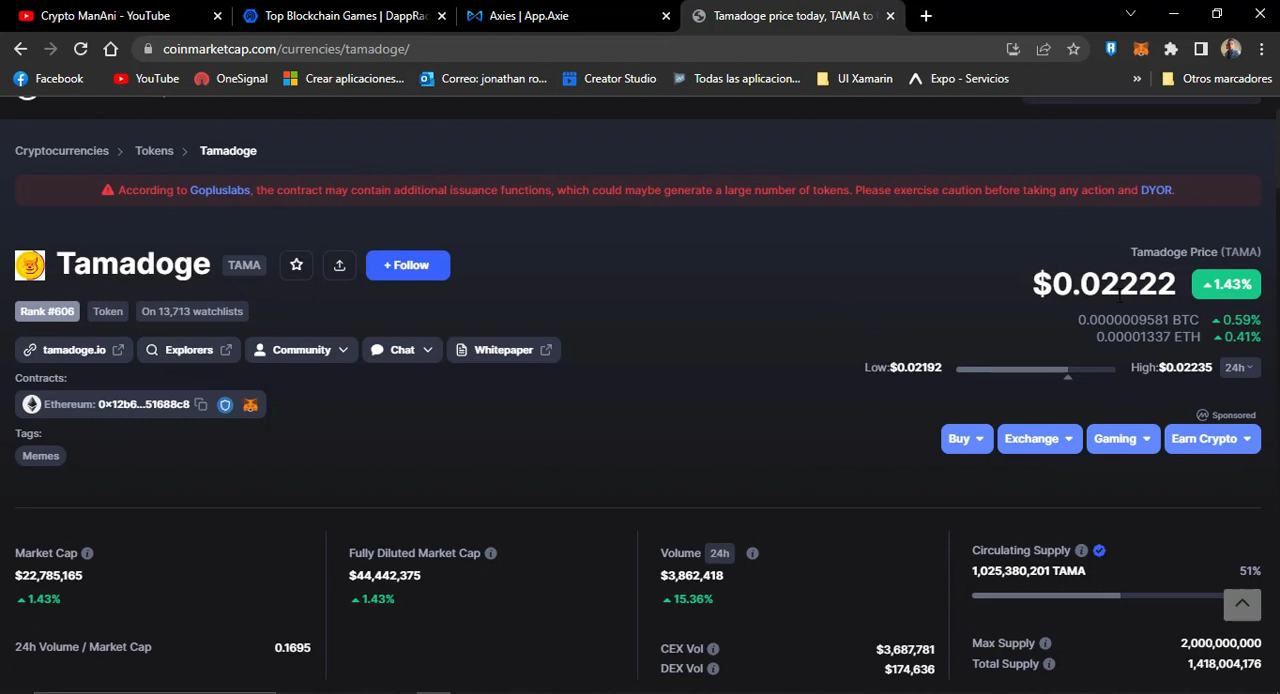 Crypto ManAni - YouTube
Top Blockchain Games | DappRac
Axies | App.Axie
Tamadoge price today, TAMA to
coinmarketcap.com/currencies/tamadoge/
Facebook
YouTube
OneSignal
Crear aplicaciones...
Correo: jonathan ro...
Creator Studio
Todas las aplicacion...
UI Xamarin
Expo - Servicios
»
Otros marcadores
Cryptocurrencies > Tokens > Tamadoge
According to Gopluslabs, the contract may contain additional issuance functions, which could maybe generate a large number of tokens. Please exercise caution before taking any action and DYOR.
Tamadoge TAMA
+ Follow
Rank #606
Token
On 13,713 watchlists
tamadoge.io
Explorers
Community
Chat
Whitepaper
Contracts:
Ethereum: 0x12b6...51688c8
Tags:
Memes
Tamadoge Price (TAMA)
$0.02222
1.43%
0.0000009581 BTC 0.59%
0.00001337 ETH 0.41%
Low:$0.02192
High:$0.02235
24h
Sponsored
Buy
Exchange
Gaming
Earn Crypto
Market Cap
$22,785,165
1.43%
24h Volume / Market Cap
0.1695
Fully Diluted Market Cap
$44,442,375
1.43%
Volume 24h
$3,862,418
15.36%
CEX Vol
$3,687,781
DEX Vol
$174,636
Circulating Supply
1,025,380,201 TAMA
51%
Max Supply
2,000,000,000
Total Supply
1,418,004,176